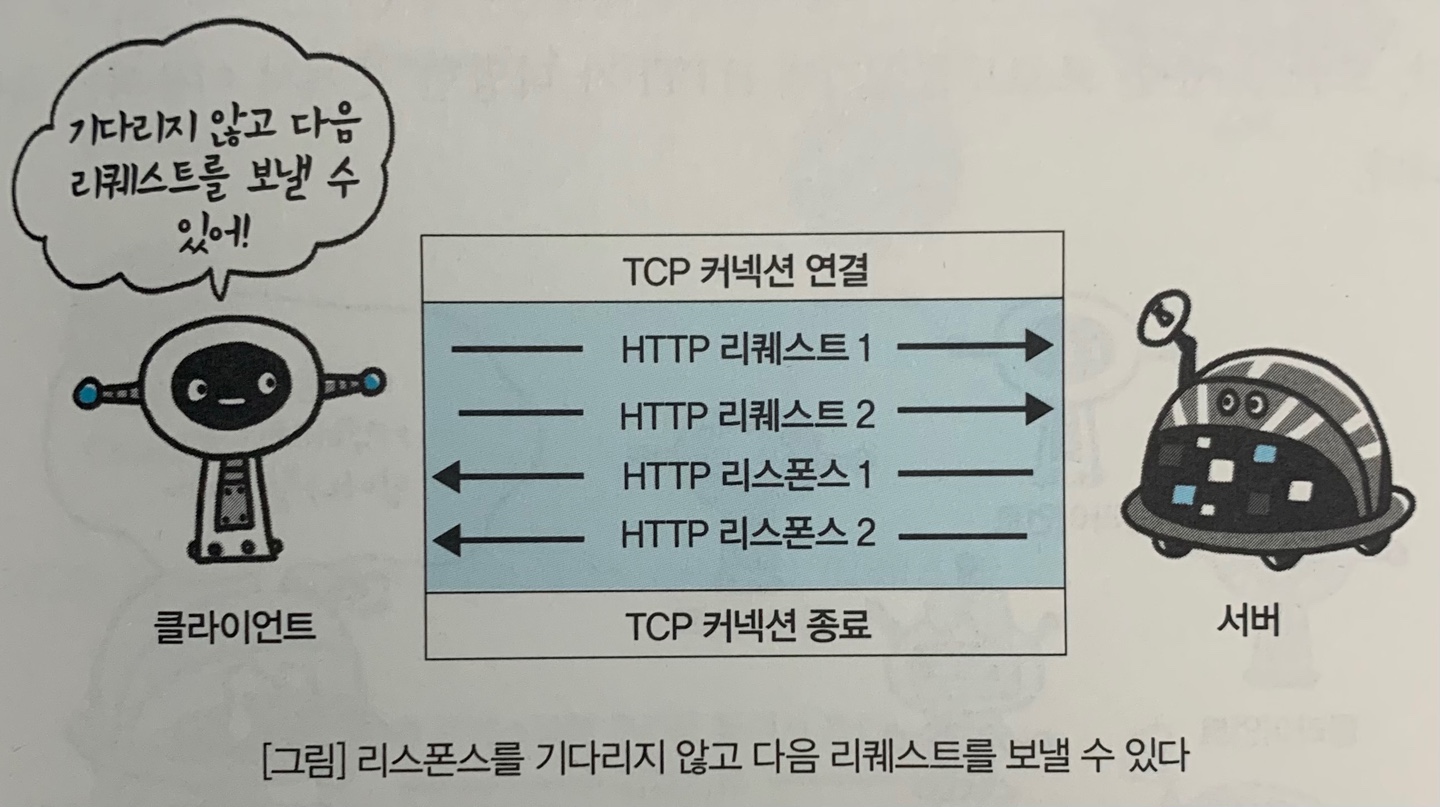 기다리지 않고 다음
리퀘스트를 보낼 수
있어!
TCP 커넥션 연결
HTTP 리퀘스트 1
HTTP 리퀘스트 2
HTTP 리스폰스 1
HTTP 리스폰스 2
TCP 커넥션 종료
클라이언트
서버
[그림] 리스폰스를 기다리지 않고 다음 리퀘스트를 보낼 수 있다